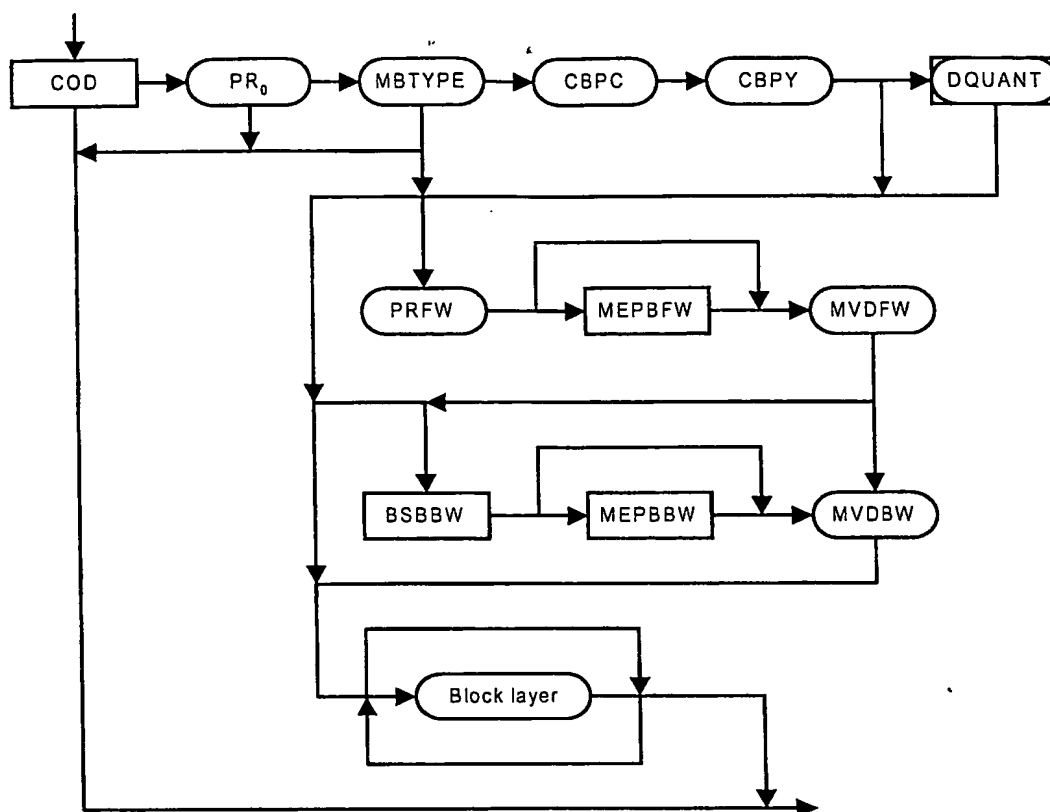 COD
PR0
MBTYPE
CBPC
CBPY
DQUANT
PRFW
MEPBFW
MVDFW
BSBBW
MEPBBW
MVDBW
Block layer